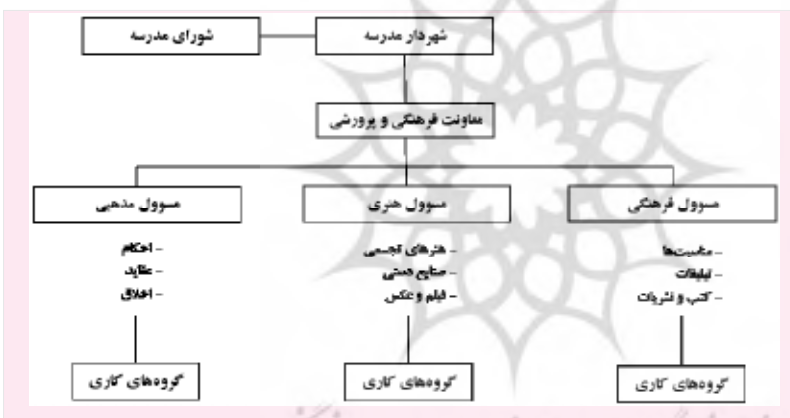 شهردار مدرسه
شورای مدرسه
معاونت فرهنگی و پرورشی
مسوول فرهنگی
مسوول هنری
مسوول مذهبی
- مناسبت‌ها
- تبلیغات
- کتب و نشریات
- هنرهای تجسمی
- صنایع دستی
- فیلم و عکس
- احکام
- عقاید
- اخلاق
گروه‌های کاری
گروه‌های کاری
گروه‌های کاری